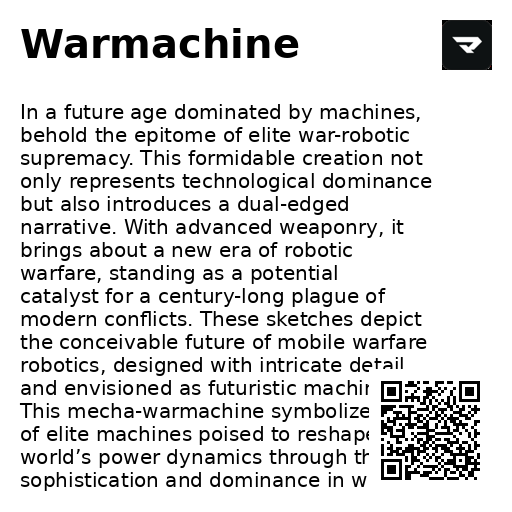 Warmachine
In a future age dominated by machines,
behold the epitome of elite war-robotic
supremacy. This formidable creation not
only represents technological dominance
but also introduces a dual-edged
narrative. With advanced weaponry, it
brings about a new era of robotic
warfare, standing as a potential
catalyst for a century-long plague of
modern conflicts. These sketches depict
the conceivable future of mobile warfare
robotics, designed with intricate detail
and envisioned as futuristic
This mecha-warmachine
of elite machines poised to
world’s power dynamics through
sophistication and dominance in